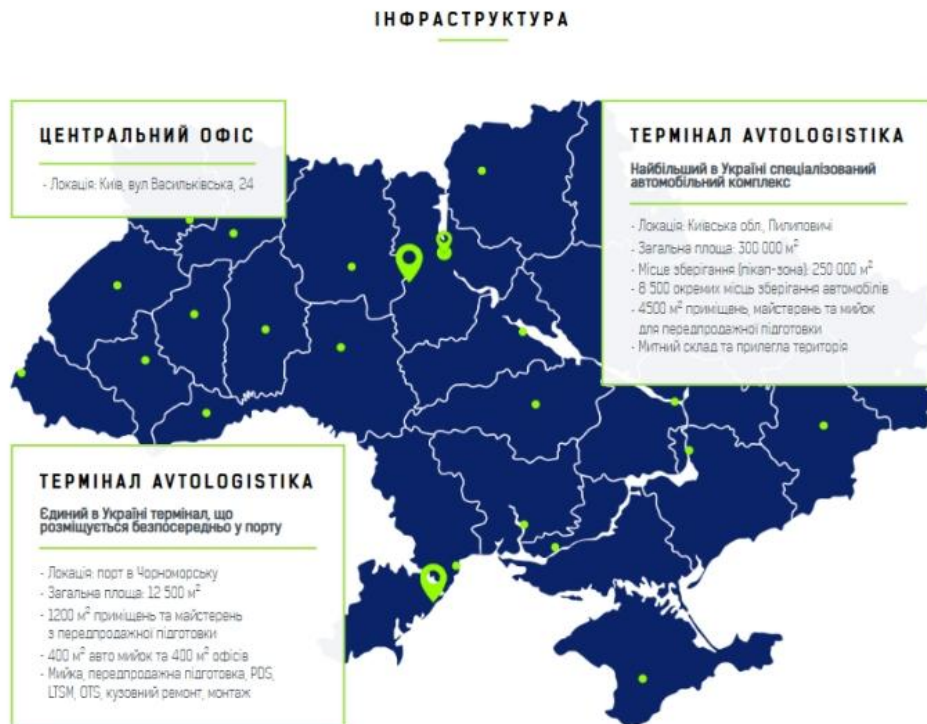 ІНФРАСТРУКТУРА
ЦЕНТРАЛЬНИЙ ОФІС
- Локація: Київ, вул Васильківська, 24
ТЕРМІНАЛ AVTOLOGISTIKA
Найбільший в Україні спеціалізований
автомобільний комплекс
- Локація: Київська обл., Пилиповичі
- Загальна площа: 300 000 м²
- Місце зберігання (пікап-зона): 250 000 м²
- 8 500 окремих місць зберігання автомобілів
- 4500 м² приміщень, майстерень та мийок
для передпродажної підготовки
- Митний склад та прилегла територія
ТЕРМІНАЛ AVTOLOGISTIKA
Єдиний в Україні термінал, що
розміщується безпосередньо у порту
- Локація: порт в Чорноморську
- Загальна площа: 12 500 м²
- 1200 м² приміщень та майстерень
з передпродажної підготовки
- 400 м² авто мийок та 400 м² офісів
- Мийка, передпродажна підготовка, PDS,
LTSM, OTS, кузовний ремонт, монтаж